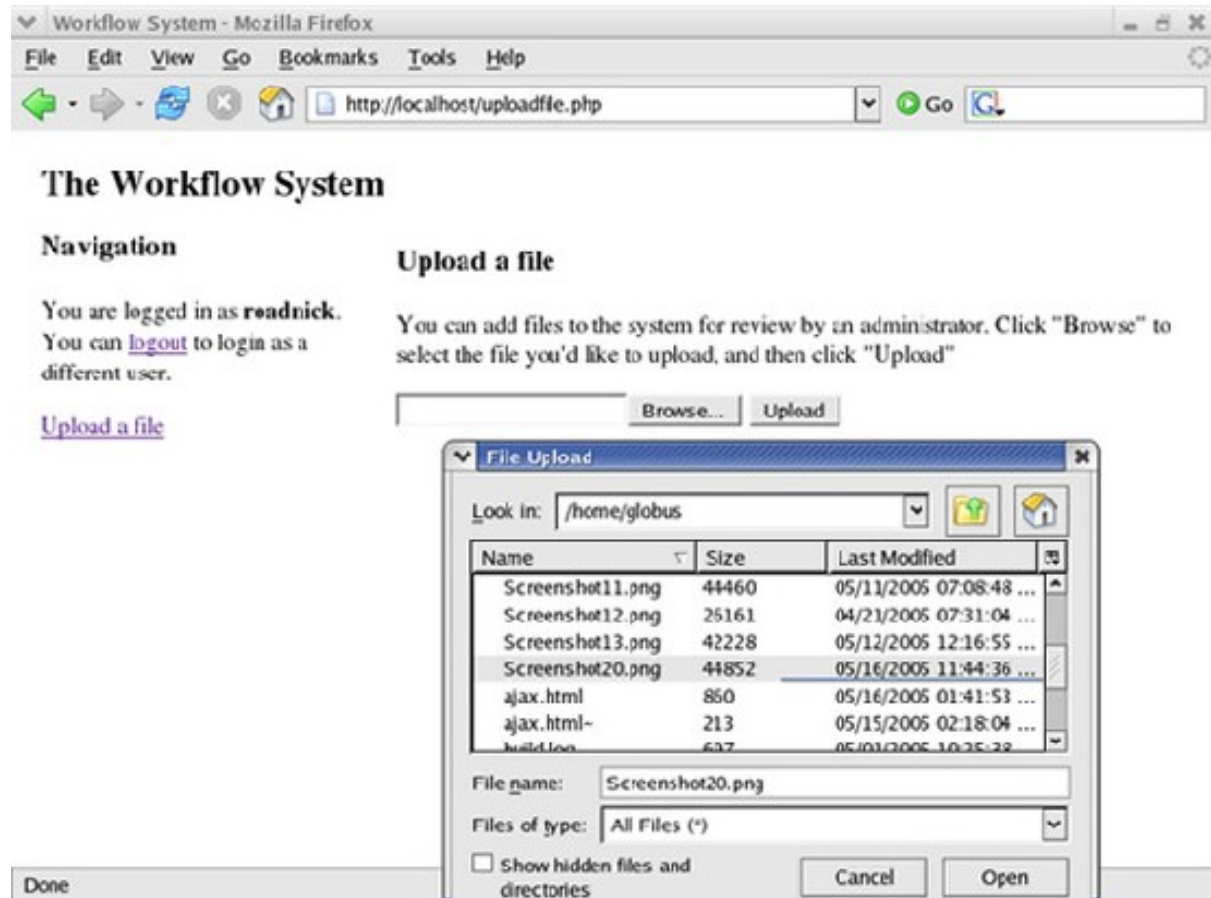 Workflow System - Mozilla Firefox
File Edit View Go Bookmarks Tools Help
http://localhost/uploadfile.php Go
The Workflow System
Navigation
You are logged in as roadnick.
You can logout to login as a
different user.
Upload a file
Upload a file
You can add files to the system for review by an administrator. Click "Browse" to
select the file you'd like to upload, and then click "Upload"
Browse... Upload
File Upload
Look in: /home/globus
Name Size Last Modified
Screenshot11.png 44460 05/11/2005 07:08:48 ...
Screenshot12.png 26161 04/21/2005 07:31:04 ...
Screenshot13.png 42228 05/12/2005 12:16:55 ...
Screenshot20.png 44852 05/16/2005 11:44:36 ...
ajax.html 850 05/16/2005 01:41:53 ...
ajax.html~ 213 05/15/2005 02:18:04 ...
build.log
File name: Screenshot20.png
Files of type: All Files (*)
Show hidden files and
directories
Cancel Open
Done